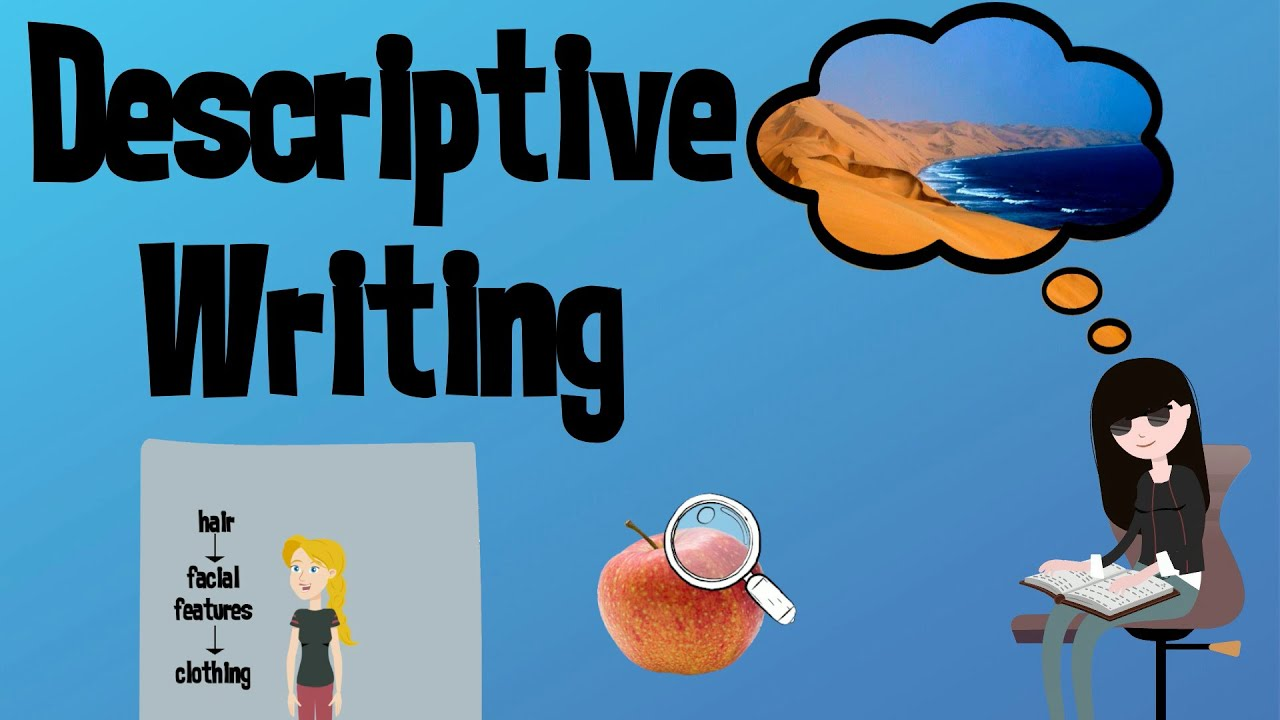 Descriptive
Writing
hair
facial
features
clothing